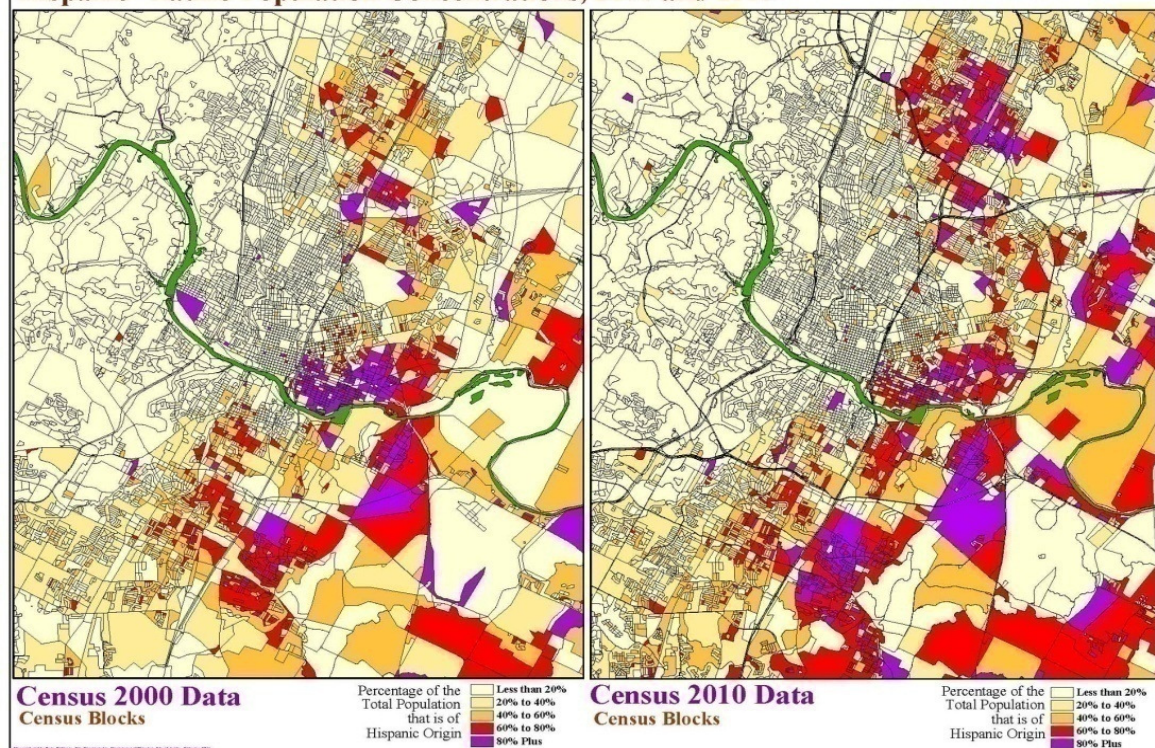 Census 2000 Data
Census Blocks
Percentage of the
Total Population
that is of
Hispanic Origin
Less than 20%
20% to 40%
40% to 60%
60% to 80%
80% Plus
Census 2010 Data
Census Blocks
Percentage of the
Total Population
that is of
Hispanic Origin
Less than 20%
20% to 40%
40% to 60%
60% to 80%
80% Plus